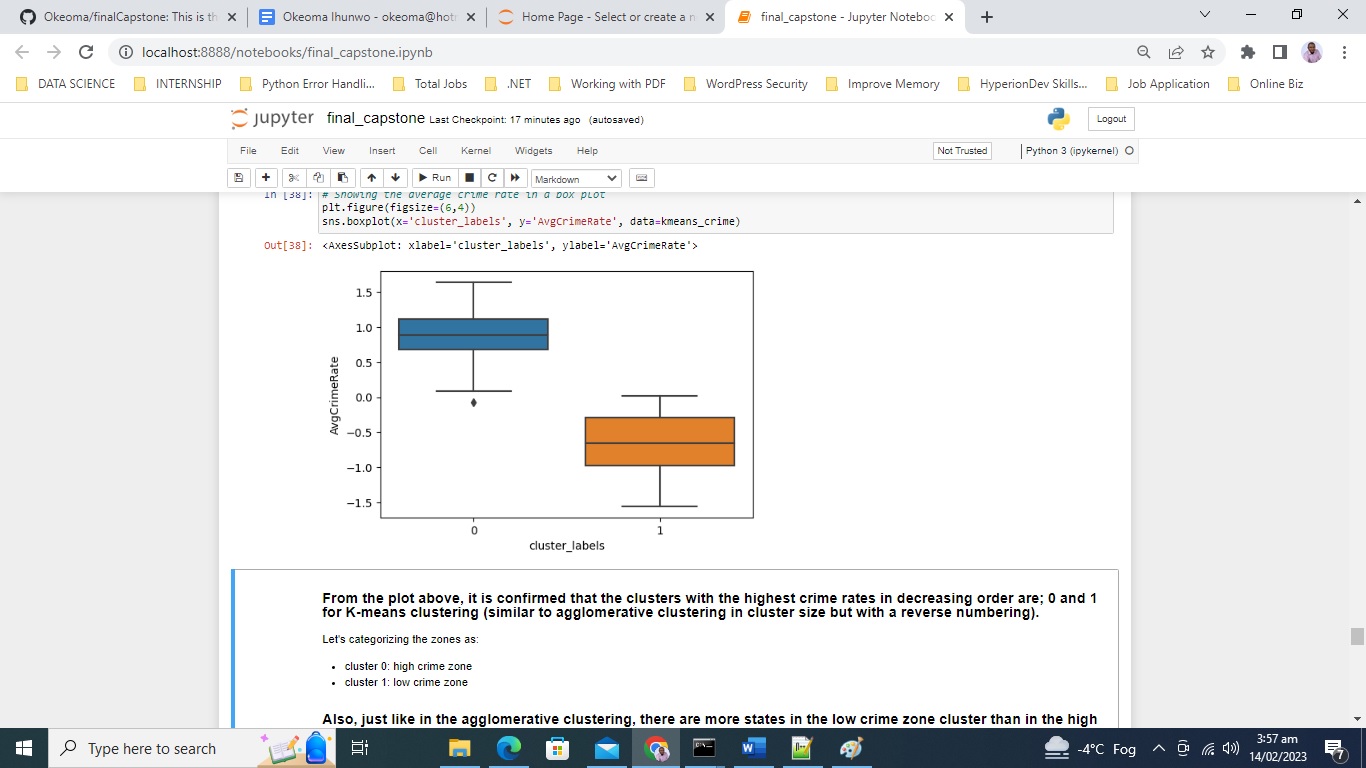 Okeoma/finalCapstone: This is th
Okeoma Ihunwo - okeoma@hotm
Home Page - Select or create a n
final_capstone - Jupyter Noteboo
localhost:8888/notebooks/final_capstone.ipynb
DATA SCIENCE
INTERNSHIP
Python Error Handli...
Total Jobs
.NET
Working with PDF
WordPress Security
Improve Memory
HyperionDev Skills...
Job Application
Online Biz
jupyter final_capstone Last Checkpoint: 17 minutes ago (autosaved)
Logout
File Edit View Insert Cell Kernel Widgets Help
Not Trusted
Python 3 (ipykernel)
Run
Markdown
In [38]: # Showing the average crime rate in a box plot
plt.figure(figsize=(6,4))
sns.boxplot(x='cluster_labels', y='AvgCrimeRate', data=kmeans_crime)
Out[38]: <AxesSubplot: xlabel='cluster_labels', ylabel='AvgCrimeRate'>
1.5
1.0
0.5
0.0
−0.5
−1.0
−1.5
AvgCrimeRate
0 1
cluster_labels
From the plot above, it is confirmed that the clusters with the highest crime rates in decreasing order are; 0 and 1
for K-means clustering (similar to agglomerative clustering in cluster size but with a reverse numbering).
Let's categorizing the zones as:
• cluster 0: high crime zone
• cluster 1: low crime zone
Also, just like in the agglomerative clustering, there are more states in the low crime zone cluster than in the high
Type here to search
-4°C Fog
3:57 am
14/02/2023
7